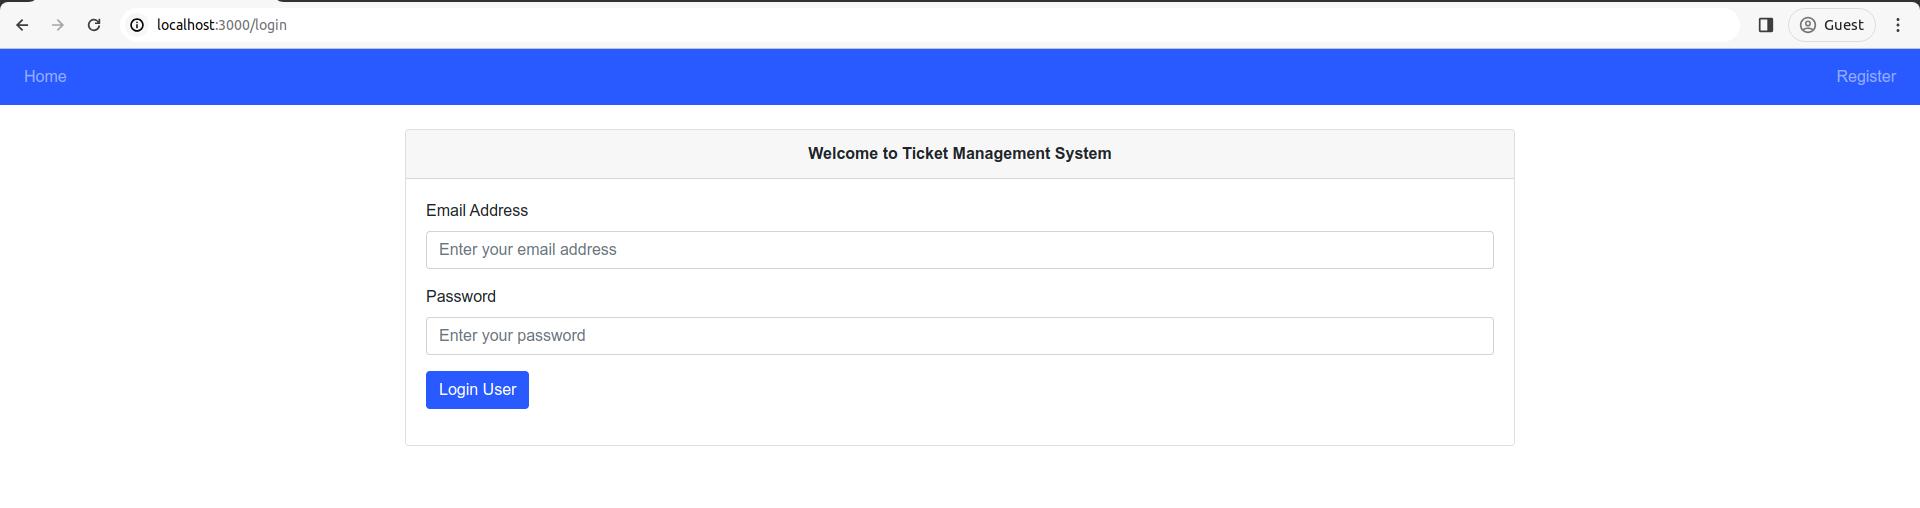 localhost:3000/login
Guest
Home
Register
Welcome to Ticket Management System
Email Address
Enter your email address
Password
Enter your password
Login User